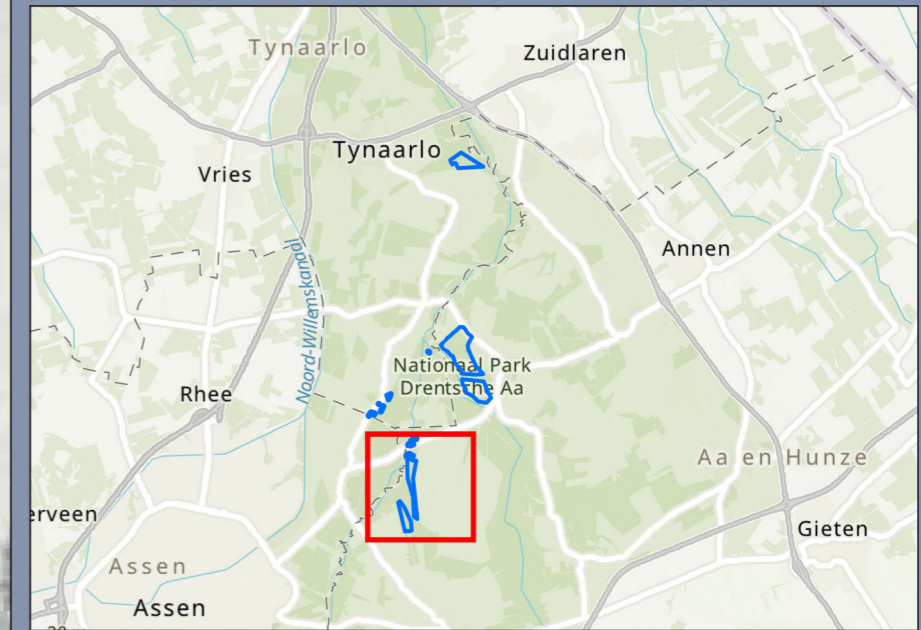 Tynaarlo
Zuidlaren
Tynaarlo
Vries
Annen
Noord-Willemskanaal
Nationaal Park
Drentsche Aa
Rhee
Aa en Hunze
erveen
Gieten
Assen
Assen